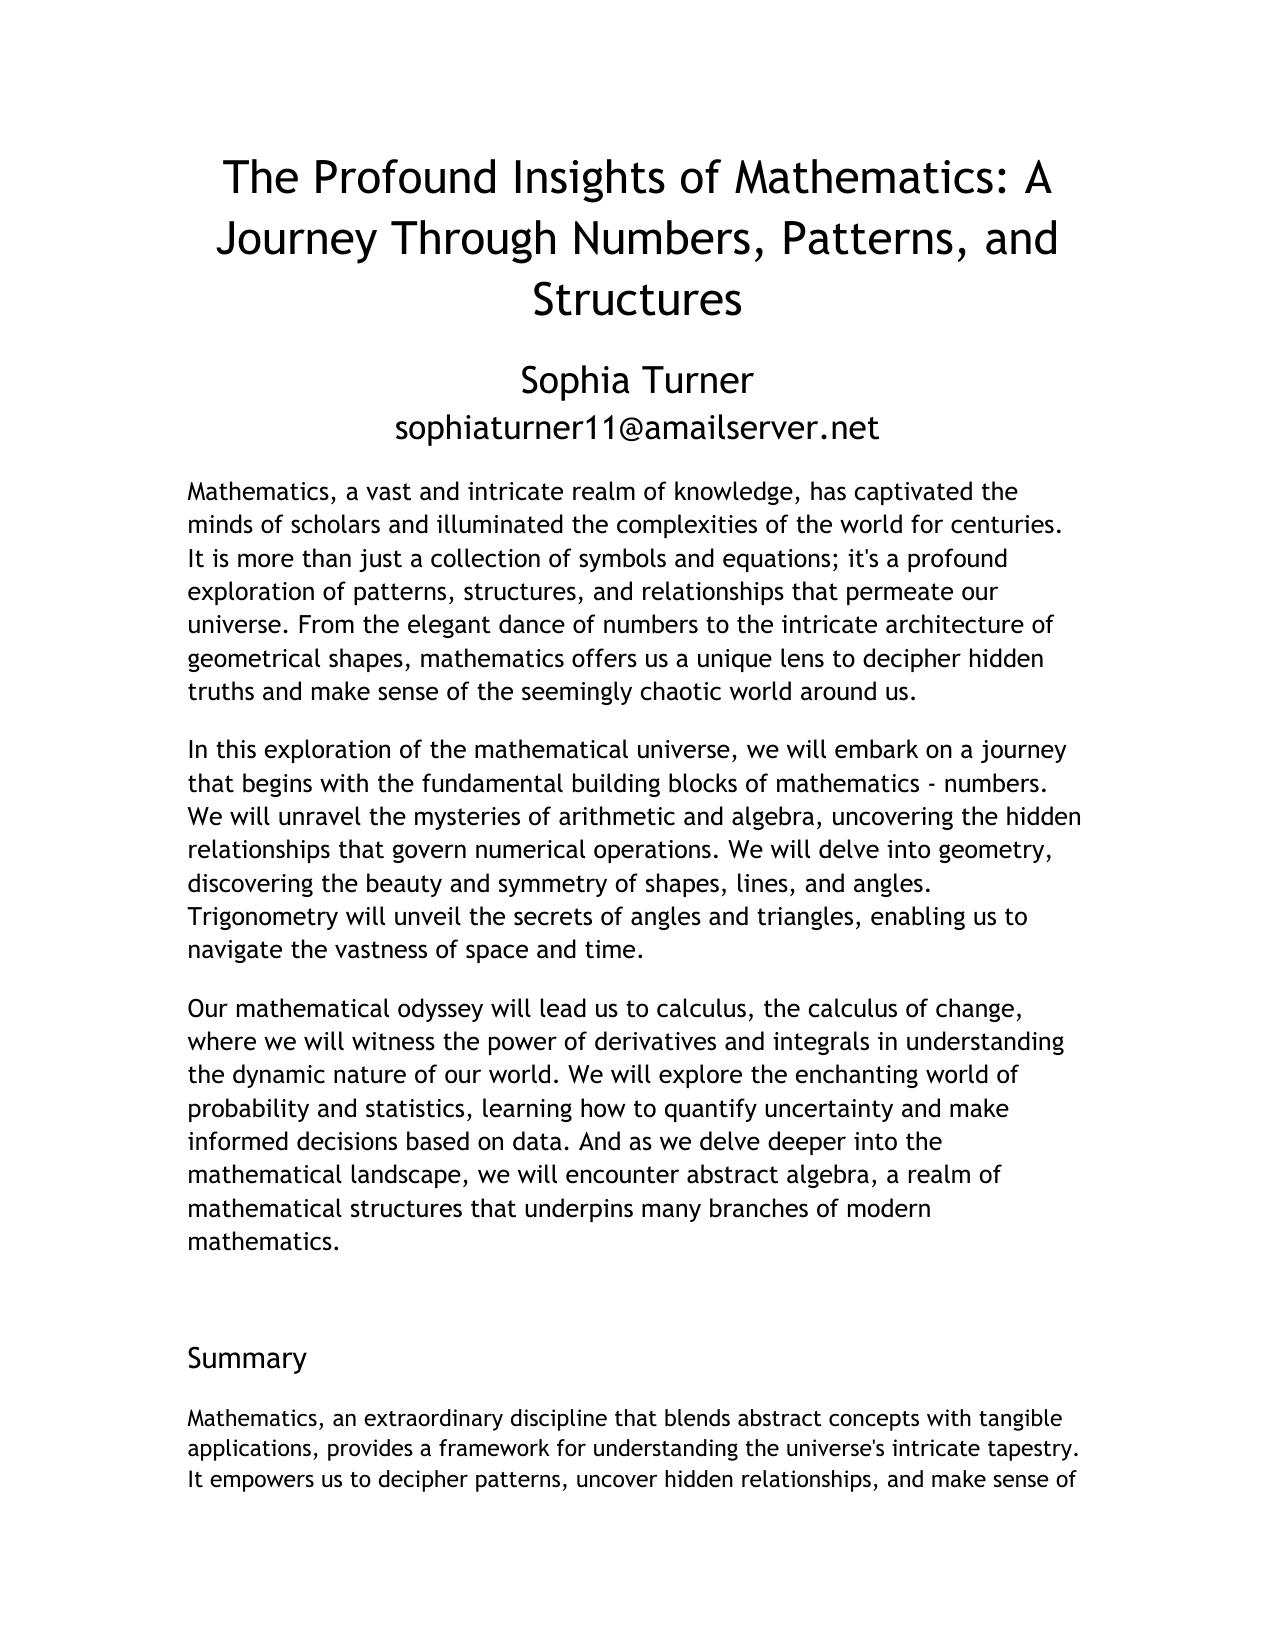 The Profound Insights of Mathematics: A
Journey Through Numbers, Patterns, and
Structures
Sophia Turner
sophiaturner11@amailserver.net
Mathematics, a vast and intricate realm of knowledge, has captivated the
minds of scholars and illuminated the complexities of the world for centuries.
It is more than just a collection of symbols and equations; it's a profound
exploration of patterns, structures, and relationships that permeate our
universe. From the elegant dance of numbers to the intricate architecture of
geometrical shapes, mathematics offers us a unique lens to decipher hidden
truths and make sense of the seemingly chaotic world around us.
In this exploration of the mathematical universe, we will embark on a journey
that begins with the fundamental building blocks of mathematics - numbers.
We will unravel the mysteries of arithmetic and algebra, uncovering the hidden
relationships that govern numerical operations. We will delve into geometry,
discovering the beauty and symmetry of shapes, lines, and angles.
Trigonometry will unveil the secrets of angles and triangles, enabling us to
navigate the vastness of space and time.
Our mathematical odyssey will lead us to calculus, the calculus of change,
where we will witness the power of derivatives and integrals in understanding
the dynamic nature of our world. We will explore the enchanting world of
probability and statistics, learning how to quantify uncertainty and make
informed decisions based on data. And as we delve deeper into the
mathematical landscape, we will encounter abstract algebra, a realm of
mathematical structures that underpins many branches of modern
mathematics.
Summary
Mathematics, an extraordinary discipline that blends abstract concepts with tangible
applications, provides a framework for understanding the universe's intricate tapestry.
It empowers us to decipher patterns, uncover hidden relationships, and make sense of